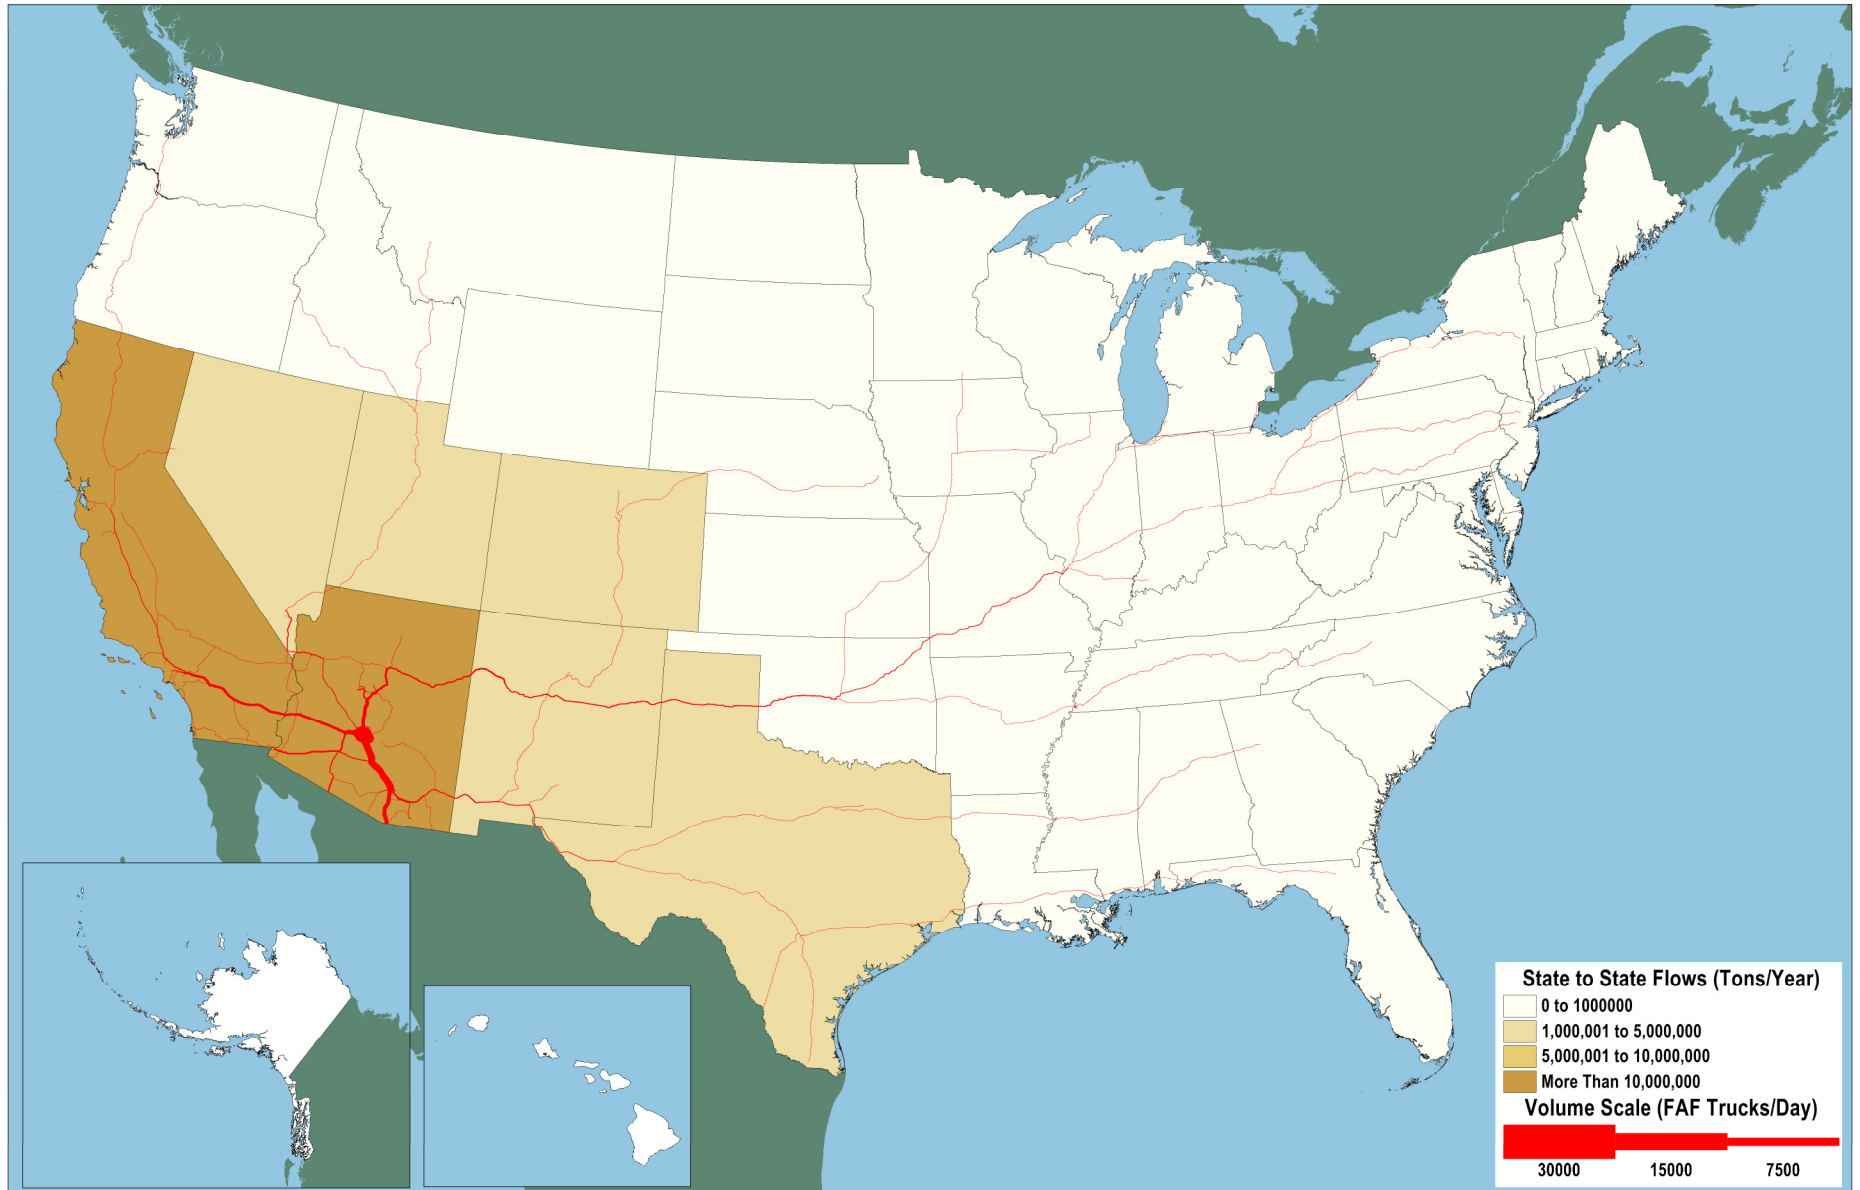 State to State Flows (Tons/Year)
0 to 1000000
1,000,001 to 5,000,000
5,000,001 to 10,000,000
More Than 10,000,000
Volume Scale (FAF Trucks/Day)
30000 15000 7500